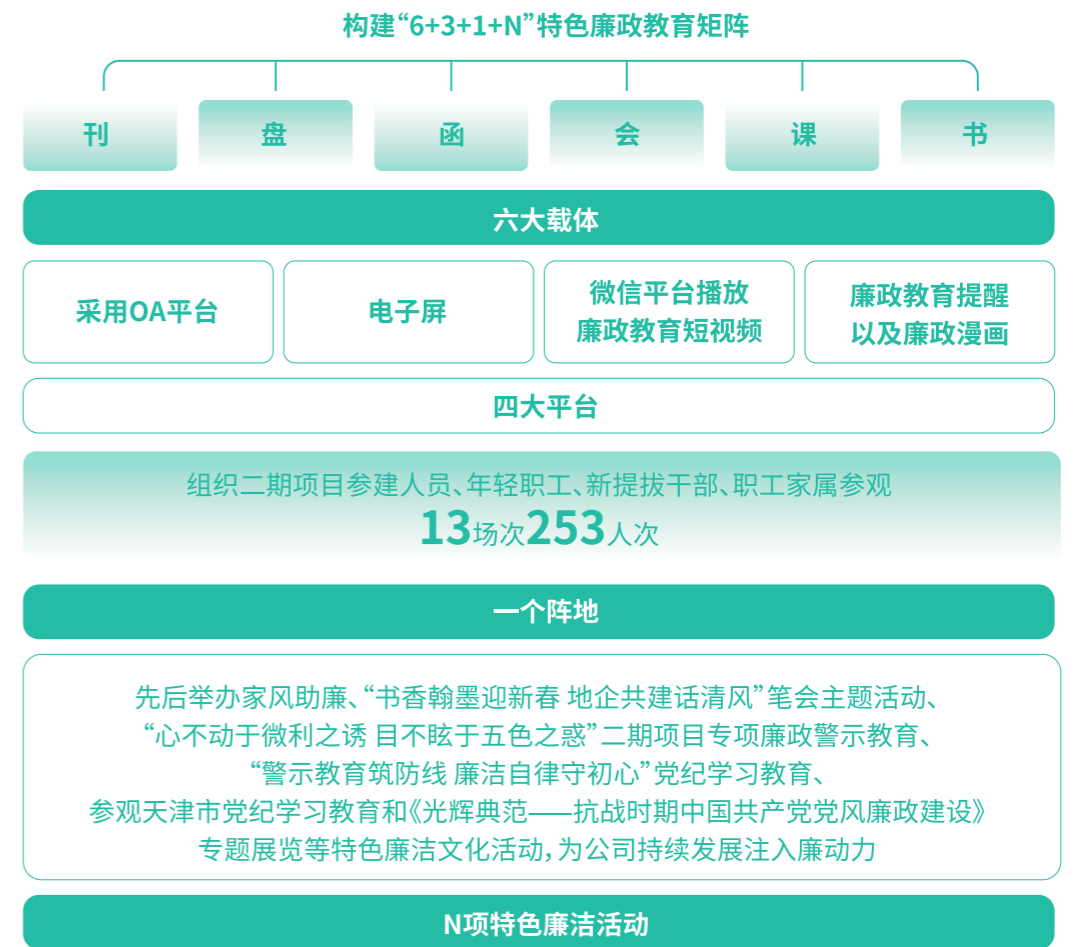 构建“6+3+1+N”特色廉政教育矩阵
刊 盘 函 会 课 书
六大载体
采用OA平台
电子屏
微信平台播放
廉政教育短视频
廉政教育提醒
以及廉政漫画
四大平台
组织二期项目参建人员、年轻职工、新提拔干部、职工家属参观
13场次253人次
一个阵地
先后举办家风助廉、“书香翰墨迎新春 地企共建话清风”笔会主题活动、
“心不动于微利之诱 目不眩于五色之惑”二期项目专项廉政警示教育、
“警示教育筑防线 廉洁自律守初心”党纪学习教育、
参观天津市党纪学习教育和《光辉典范——抗战时期中国共产党党风廉政建设》
专题展览等特色廉洁文化活动,为公司持续发展注入廉动力
N项特色廉洁活动